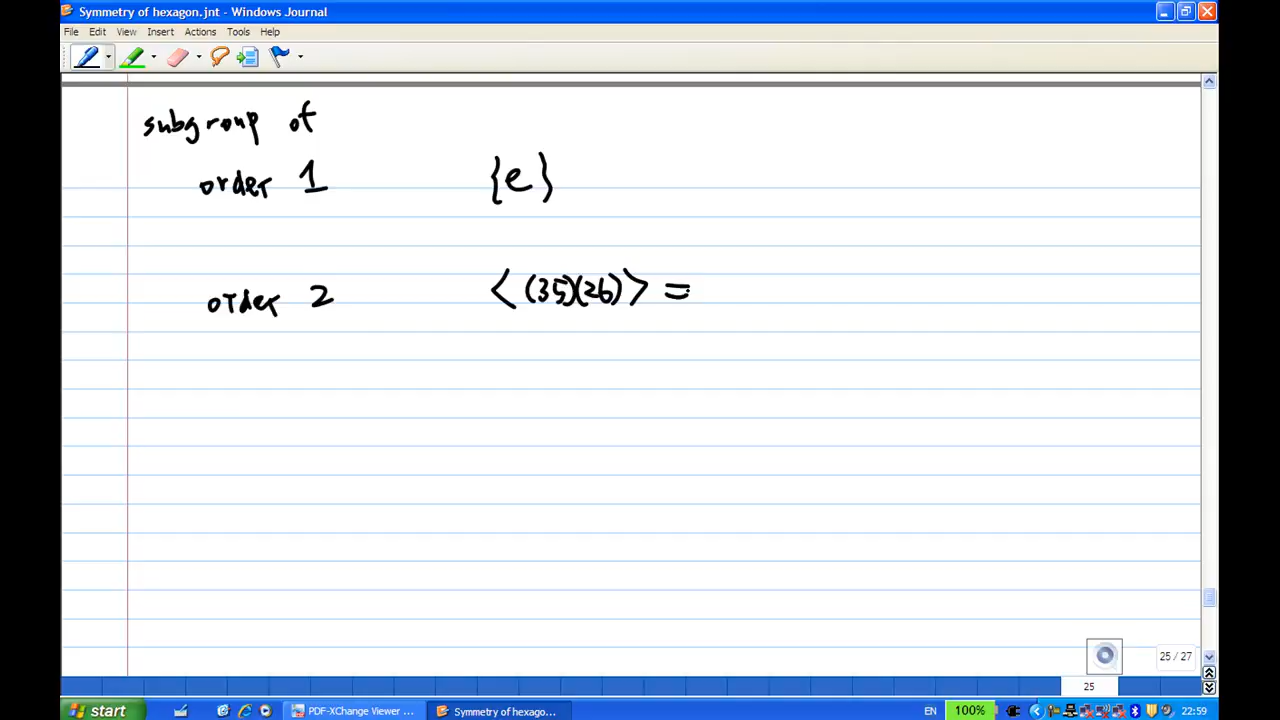 Symmetry of hexagon.jnt - Windows Journal
File Edit View Insert Actions Tools Help
subgroup of
order 1 {e}
order 2 <(35)(26)> =
25 / 27
25
start PDF-XChange Viewer ... Symmetry of hexago... EN 100% 22:59